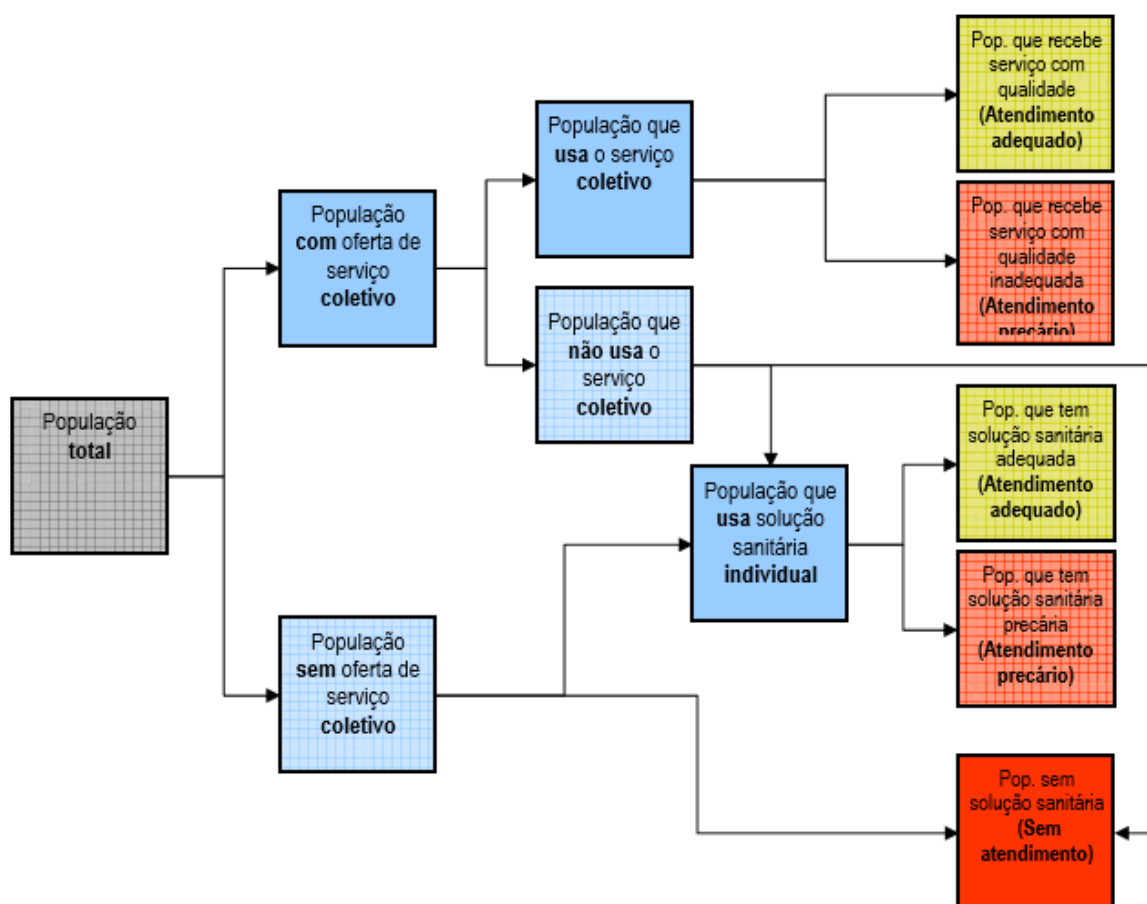 População
total
População
com oferta de
serviço
coletivo
População
sem oferta de
serviço
coletivo
População que
usa o serviço
coletivo
População que
não usa o
serviço
coletivo
População que
usa solução
sanitária
individual
Pop. que recebe
serviço com
qualidade
(Atendimento
adequado)
Pop. que recebe
serviço com
qualidade
inadequada
(Atendimento
precário)
Pop. que tem
solução sanitária
adequada
(Atendimento
adequado)
Pop. que tem
solução sanitária
precária
(Atendimento
precário)
Pop. sem
solução sanitária
(Sem
atendimento)